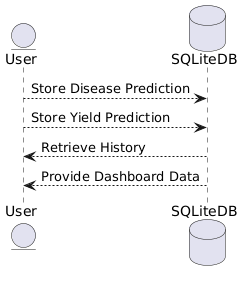 User SQLiteDB
Store Disease Prediction
Store Yield Prediction
Retrieve History
Provide Dashboard Data
User SQLiteDB